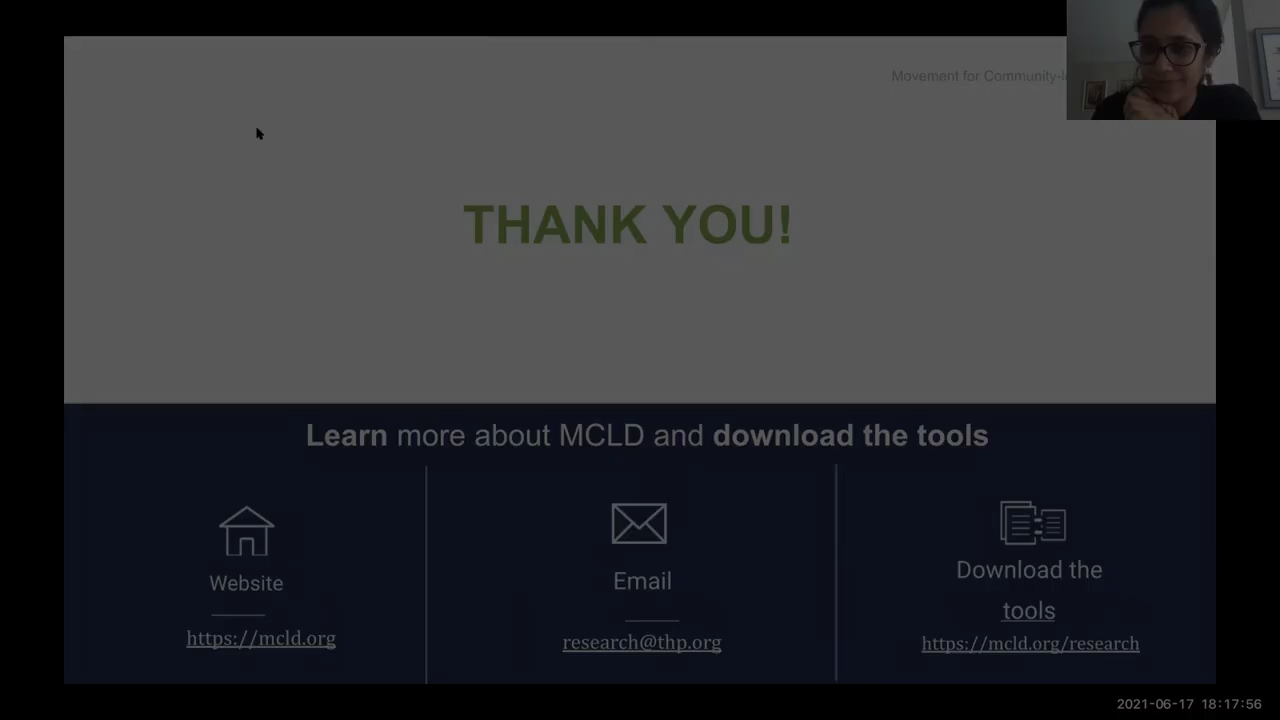 Movement for Community-l
THANK YOU!
Learn more about MCLD and download the tools
Website
https://mcld.org
Email
research@thp.org
Download the
tools
https://mcld.org/research
2021-06-17 18:17:56